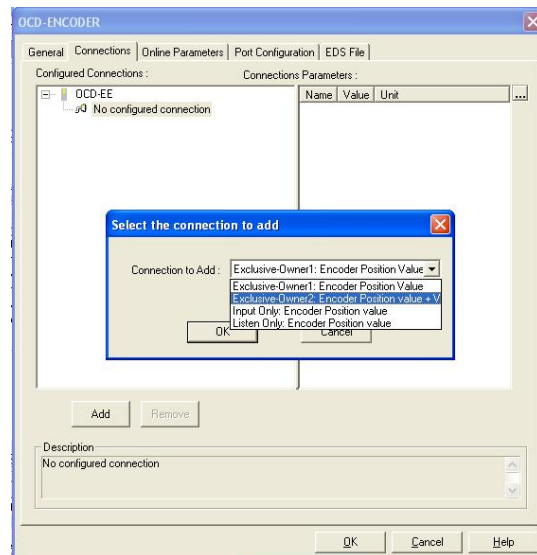 OCD-ENCODER
General Connections Online Parameters Port Configuration EDS File
Configured Connections : Connections Parameters :
OCD-EE
No configured connection
Name Value Unit ...
Select the connection to add
Connection to Add : Exclusive-Owner1: Encoder Position Value
Exclusive-Owner1: Encoder Position Value
Exclusive-Owner2: Encoder Position value + V
Input Only: Encoder Position value
Listen Only: Encoder Position value
OK Cancel
Add Remove
Description
No configured connection
OK Cancel Help